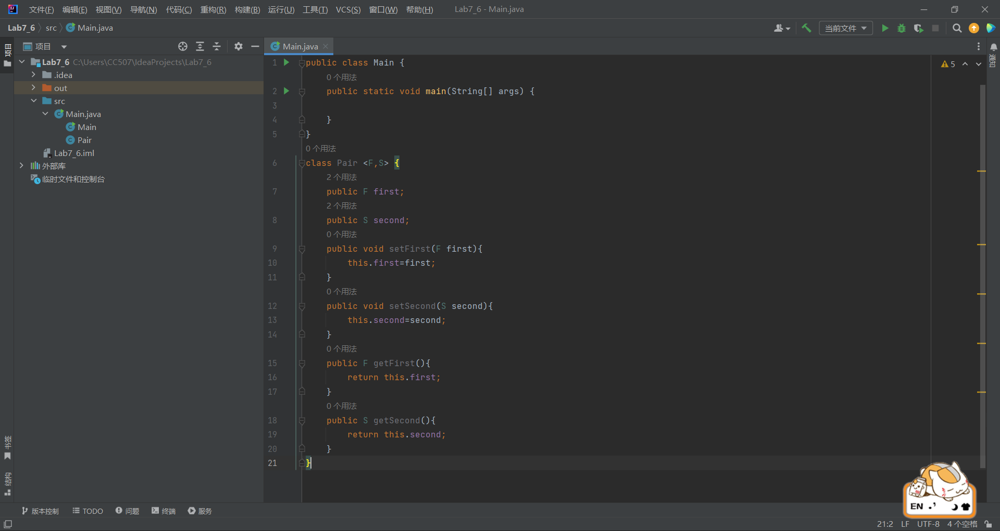 文件(F) 编辑(E) 视图(V) 导航(N) 代码(C) 重构(R) 构建(B) 运行(U) 工具(T) VCS(S) 窗口(W) 帮助(H) Lab7_6 - Main.java
Lab7_6 src Main.java
当前文件
项目
项目
Lab7_6 C:\Users\CC507\IdeaProjects\Lab7_6
.idea
out
src
Main.java
Main
Pair
Lab7_6.iml
外部库
临时文件和控制台
书签
结构
Main.java
5
通知
1 public class Main {
0 个用法
2 public static void main(String[] args) {
3
4 }
5 }
0 个用法
6 class Pair <F,S> {
2 个用法
7 public F first;
2 个用法
8 public S second;
0 个用法
9 public void setFirst(F first){
10 this.first=first;
11 }
0 个用法
12 public void setSecond(S second){
13 this.second=second;
14 }
0 个用法
15 public F getFirst(){
16 return this.first;
17 }
0 个用法
18 public S getSecond(){
19 return this.second;
20 }
21 }
EN
版本控制 TODO 问题 终端 服务
21:2 LF UTF-8 4 个空格